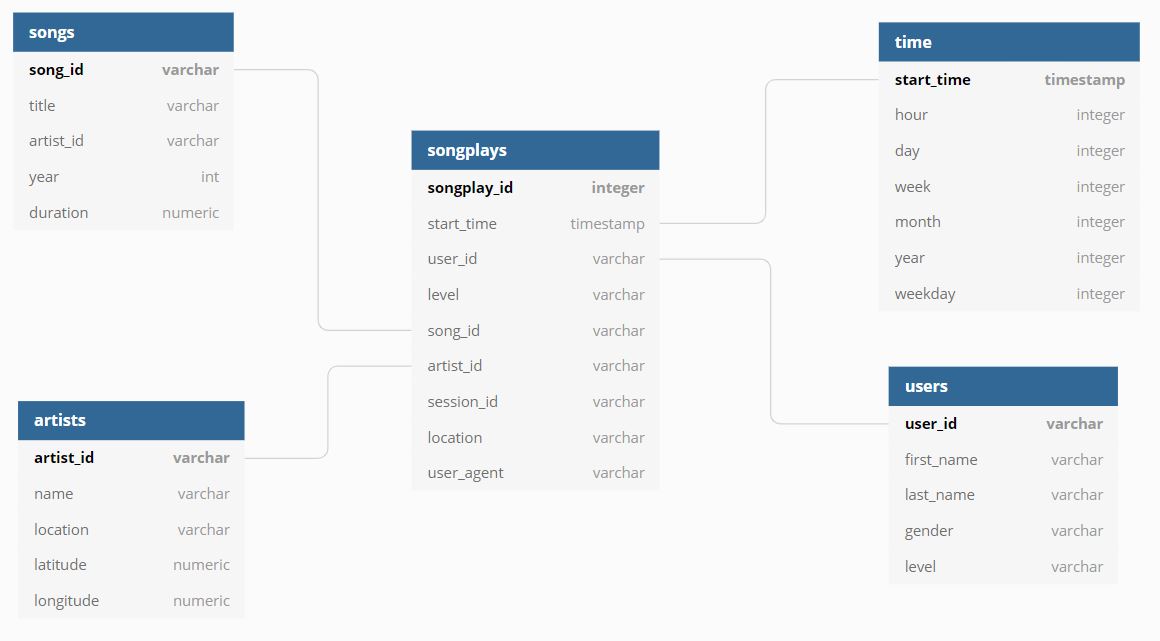 songs
song_id varchar
title varchar
artist_id varchar
year int
duration numeric
artists
artist_id varchar
name varchar
location varchar
latitude numeric
longitude numeric
songplays
songplay_id integer
start_time timestamp
user_id varchar
level varchar
song_id varchar
artist_id varchar
session_id varchar
location varchar
user_agent varchar
time
start_time timestamp
hour integer
day integer
week integer
month integer
year integer
weekday integer
users
user_id varchar
first_name varchar
last_name varchar
gender varchar
level varchar